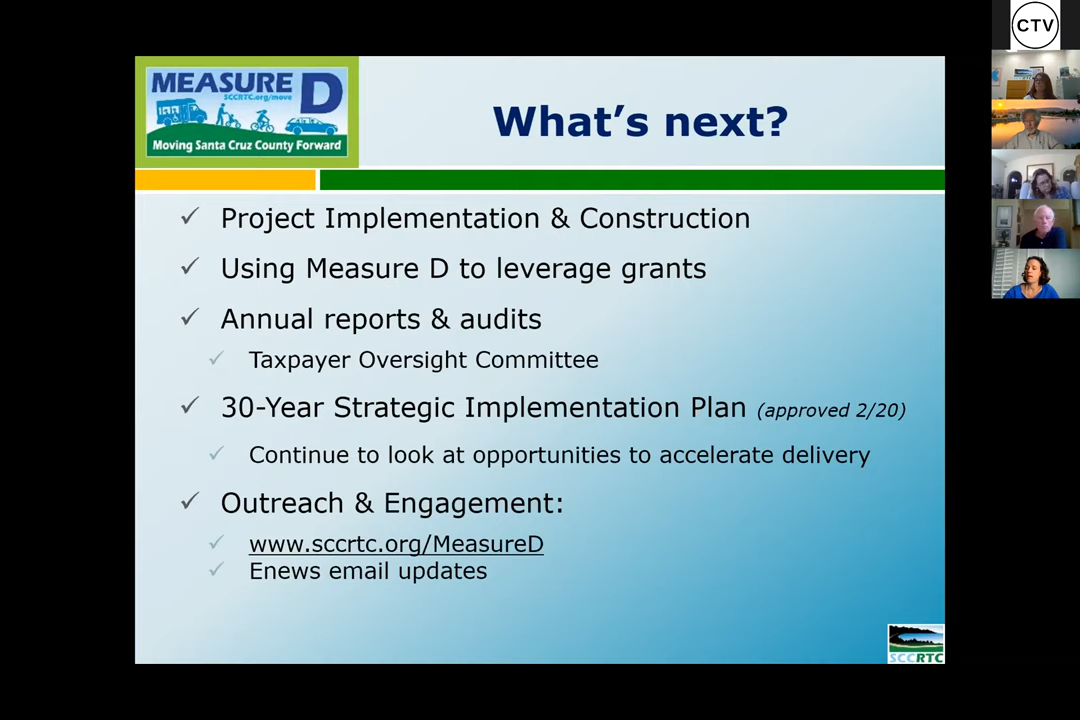 CTV
MEASURE D
SCCRTC.org/move
Moving Santa Cruz County Forward
What's next?
✓ Project Implementation & Construction
✓ Using Measure D to leverage grants
✓ Annual reports & audits
✓ Taxpayer Oversight Committee
✓ 30-Year Strategic Implementation Plan (approved 2/20)
✓ Continue to look at opportunities to accelerate delivery
✓ Outreach & Engagement:
✓ www.sccrtc.org/MeasureD
✓ Enews email updates
SCCRTC